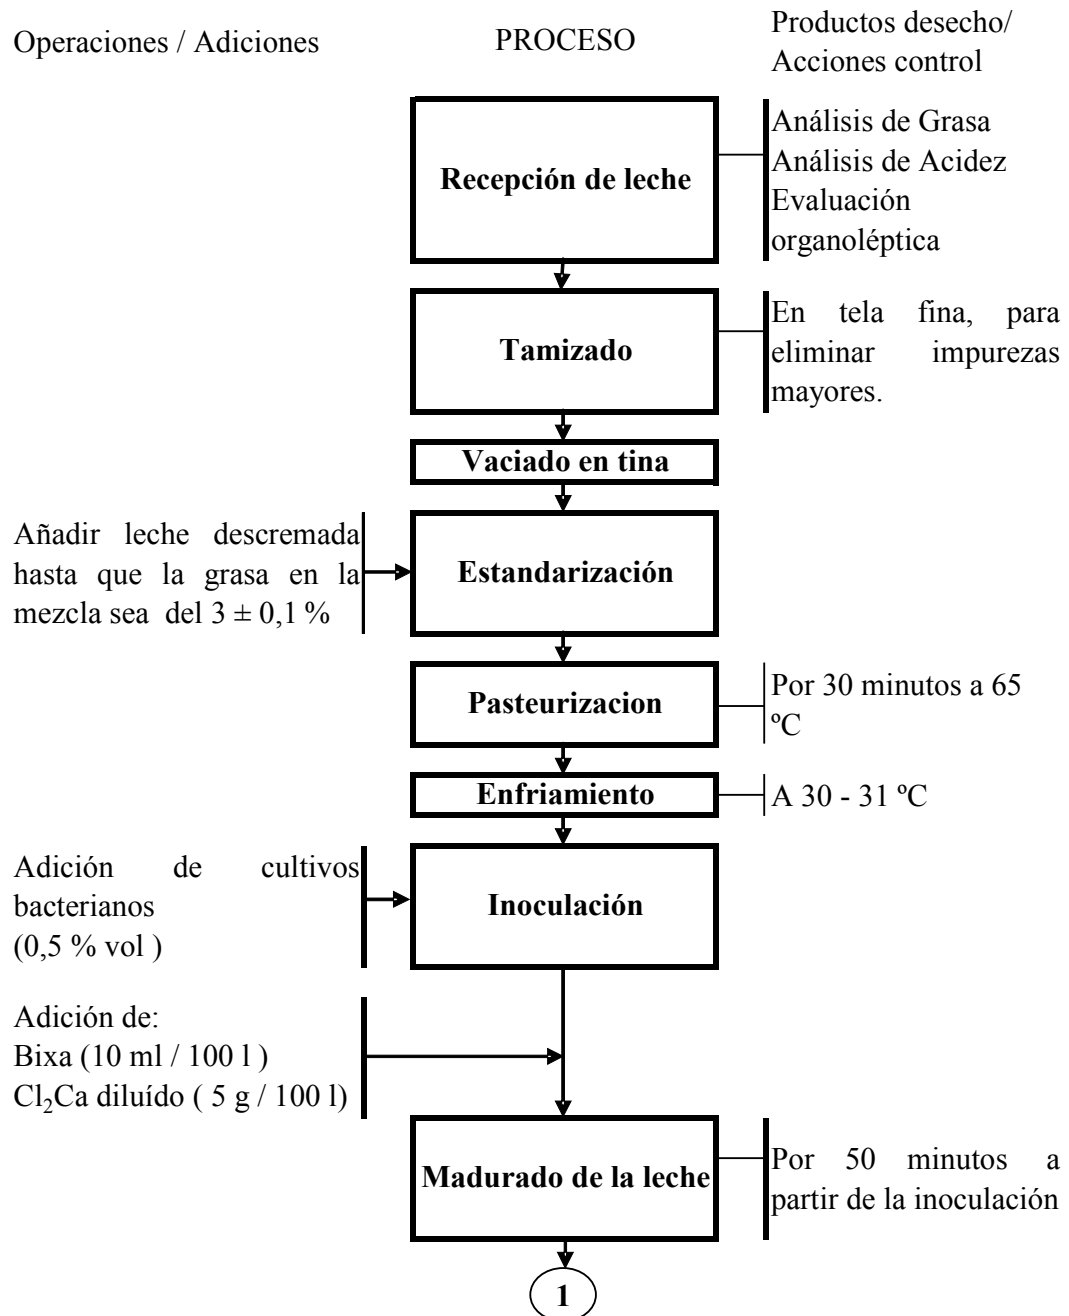 Operaciones / Adiciones
PROCESO
Productos desecho/
Acciones control
Recepción de leche
Análisis de Grasa
Análisis de Acidez
Evaluación
organoléptica
Tamizado
En tela fina, para
eliminar impurezas
mayores.
Vaciado en tina
Añadir leche descremada
hasta que la grasa en la
mezcla sea del 3 ± 0,1 %
Estandarización
Pasteurizacion
Por 30 minutos a 65
ºC
Enfriamiento
A 30 - 31 ºC
Adición de cultivos
bacterianos
(0,5 % vol )
Inoculación
Adición de:
Bixa (10 ml / 100 l )
Cl₂Ca diluído ( 5 g / 100 l)
Madurado de la leche
Por 50 minutos a
partir de la inoculación
1